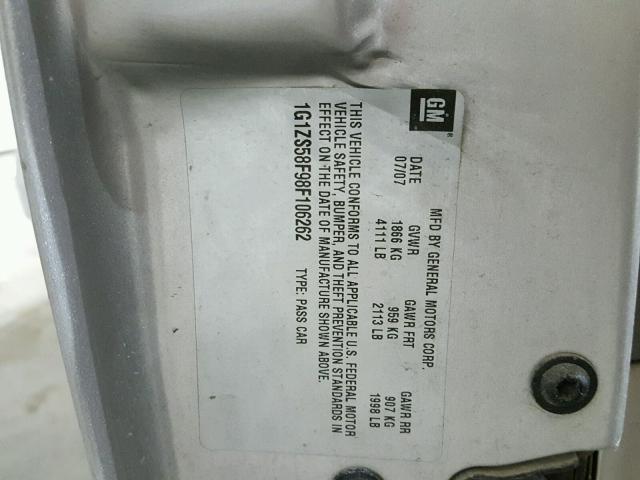 GM®
MFD BY GENERAL MOTORS CORP.
DATE GVWR GAWR FRT GAWR RR
07/07 1866 KG 959 KG 907 KG
4111 LB 2113 LB 1998 LB
THIS VEHICLE CONFORMS TO ALL APPLICABLE U.S. FEDERAL MOTOR
VEHICLE SAFETY, BUMPER, AND THEFT PREVENTION STANDARDS IN
EFFECT ON THE DATE OF MANUFACTURE SHOWN ABOVE.
1G1ZS58F98F106262 TYPE: PASS CAR